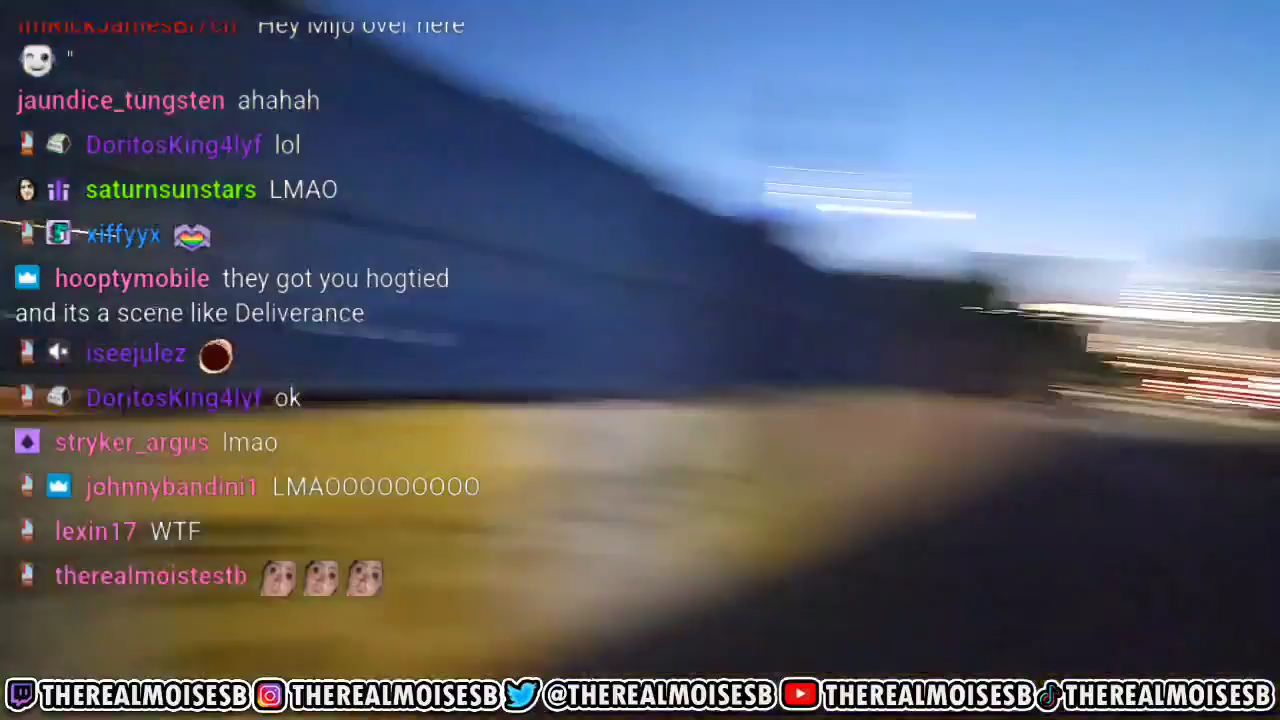 Hey Mijo over here
"
jaundice_tungsten ahahah
DoritosKing4lyf lol
saturnsunstars LMAO
xiffyyx
hooptymobile they got you hogtied
and its a scene like Deliverance
iseejulez
DoritosKing4lyf ok
stryker_argus lmao
johnnybandini1 LMAOOOOOOOOO
lexin17 WTF
therealmoistestb
THEREALMOISESB THEREALMOISESB @THEREALMOISESB THEREALMOISESB THEREALMOISESB